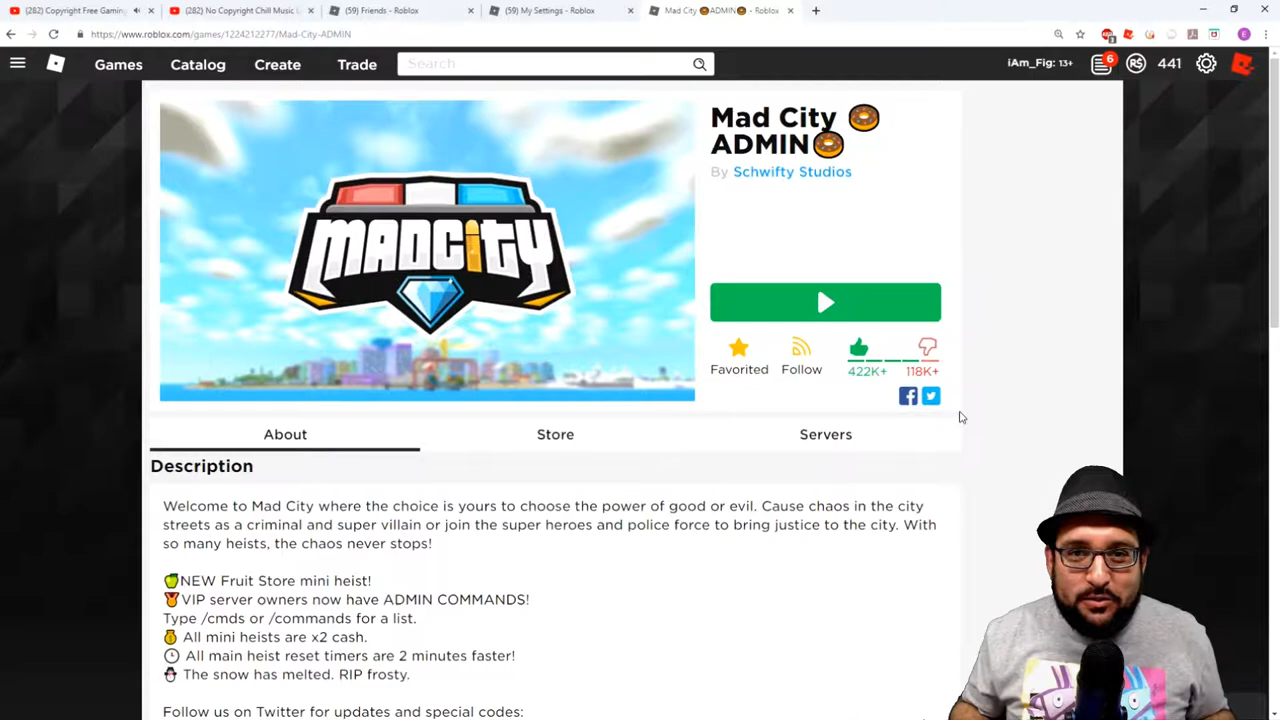 (282) Copyright Free Gaming
(282) No Copyright Chill Music L
(59) Friends - Roblox
(59) My Settings - Roblox
Mad City 🍩ADMIN🍩 - Roblox
https://www.roblox.com/games/1224212277/Mad-City-ADMIN
Games
Catalog
Create
Trade
Search
iAm_Fig: 13+
6
441
MADCITY
Mad City 🍩
ADMIN🍩
By Schwifty Studios
Favorited
Follow
422K+
118K+
About
Store
Servers
Description
Welcome to Mad City where the choice is yours to choose the power of good or evil. Cause chaos in the city
streets as a criminal and super villain or join the super heroes and police force to bring justice to the city. With
so many heists, the chaos never stops!
🍏NEW Fruit Store mini heist!
🏅VIP server owners now have ADMIN COMMANDS!
Type /cmds or /commands for a list.
💰 All mini heists are x2 cash.
🕒 All main heist reset timers are 2 minutes faster!
⛄ The snow has melted. RIP frosty.
Follow us on Twitter for updates and special codes: